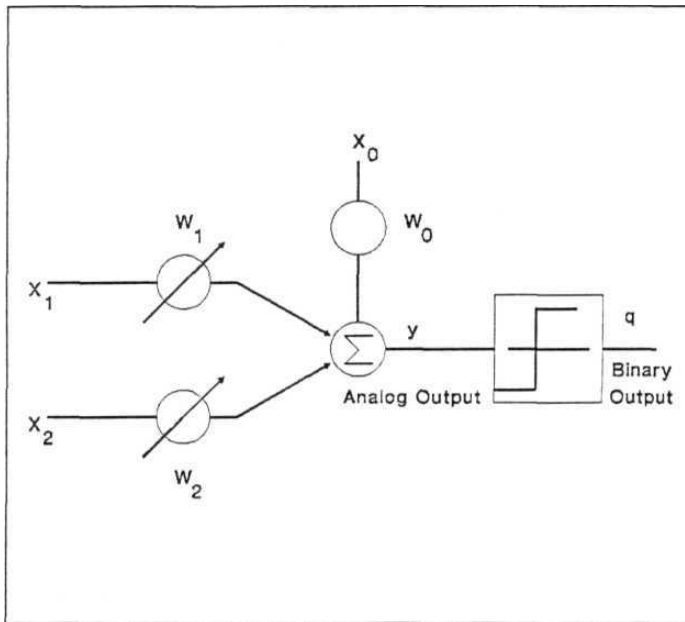 X0
W0
W1
X1
Σ
y
q
Analog Output
Binary
Output
X2
W2